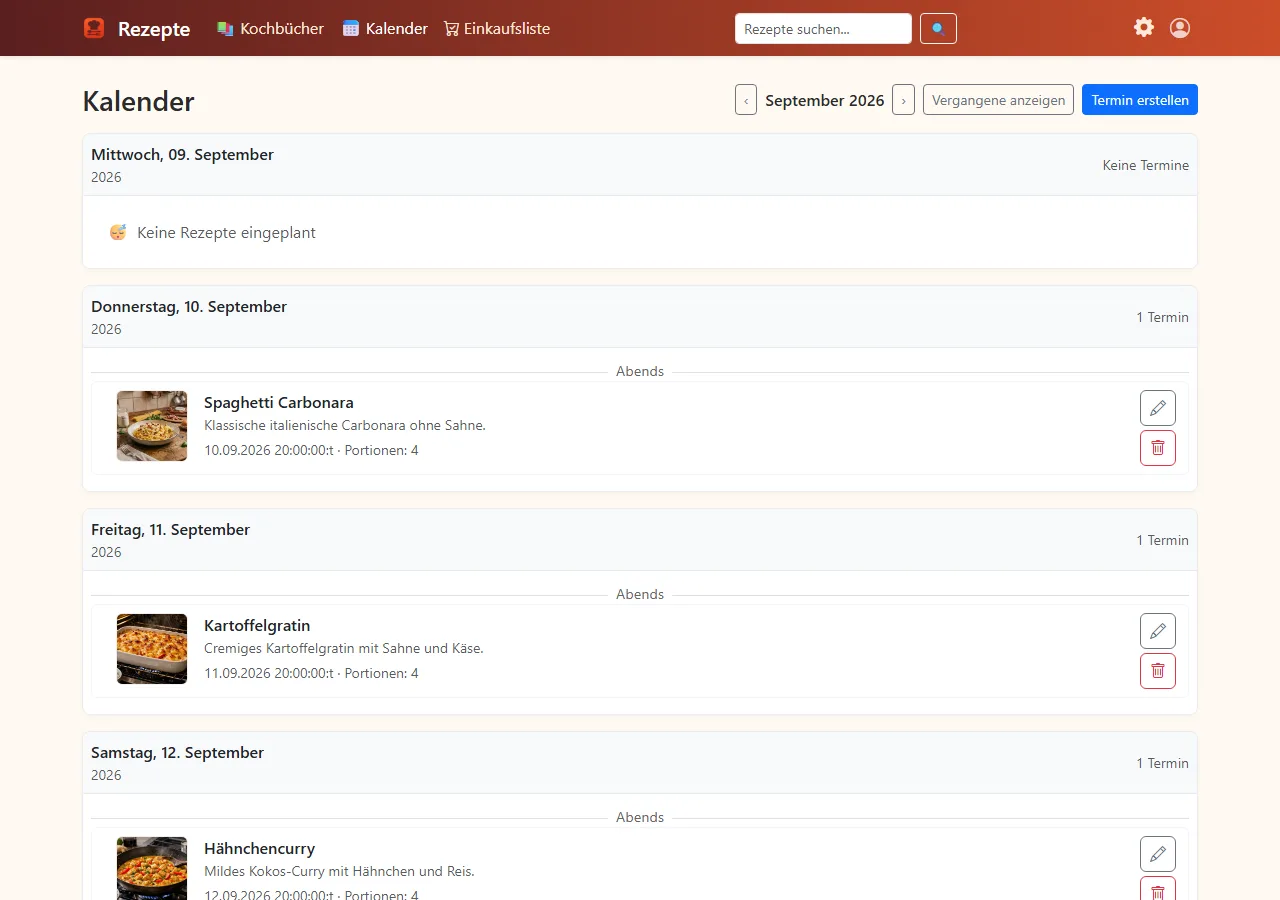 Rezepte Kochbücher Kalender Einkaufsliste Rezepte suchen...
Kalender ‹ September 2026 › Vergangene anzeigen Termin erstellen
Mittwoch, 09. September
2026
Keine Termine
Keine Rezepte eingeplant
Donnerstag, 10. September
2026
1 Termin
Abends
Spaghetti Carbonara
Klassische italienische Carbonara ohne Sahne.
10.09.2026 20:00:00:t · Portionen: 4
Freitag, 11. September
2026
1 Termin
Abends
Kartoffelgratin
Cremiges Kartoffelgratin mit Sahne und Käse.
11.09.2026 20:00:00:t · Portionen: 4
Samstag, 12. September
2026
1 Termin
Abends
Hähnchencurry
Mildes Kokos-Curry mit Hähnchen und Reis.
12.09.2026 20:00:00:t · Portionen: 4